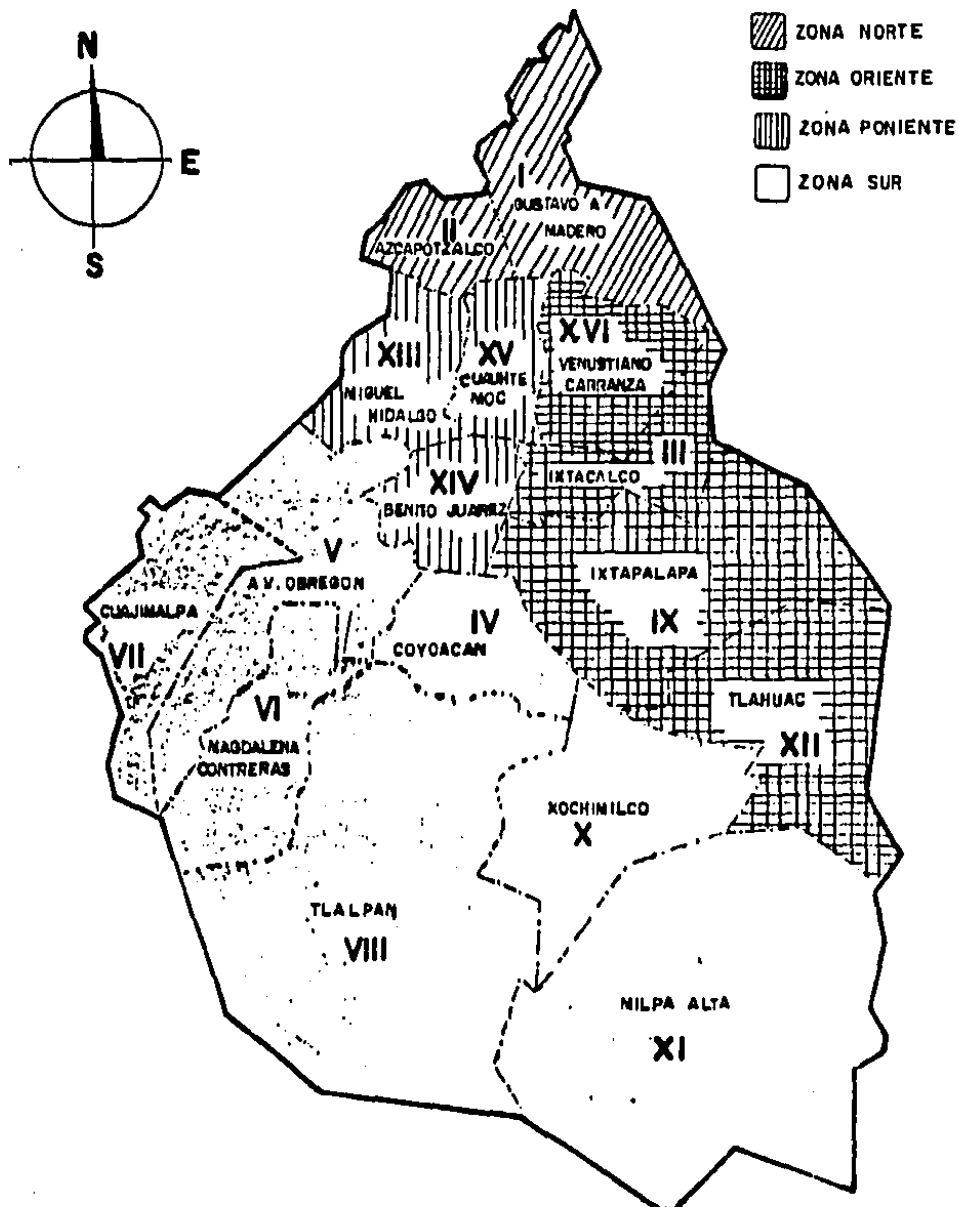 N
E
S
ZONA NORTE
ZONA ORIENTE
ZONA PONIENTE
ZONA SUR
I
GUSTAVO A
MADERO
II
AZCAPOTZALCO
XIII
MIGUEL
HIDALGO
XV
CUAUHTE
MOC
XVI
VENUSTIANO
CARRANZA
III
IXTACALCO
XIV
BENITO JUAREZ
V
A.V. OBREGON
IXTAPALAPA
IX
CUAJIMALPA
VII
IV
COYOACAN
VI
MAGDALENA
CONTRERAS
TLAHUAC
XII
XOCHIMILCO
X
TLALPAN
VIII
MILPA ALTA
XI